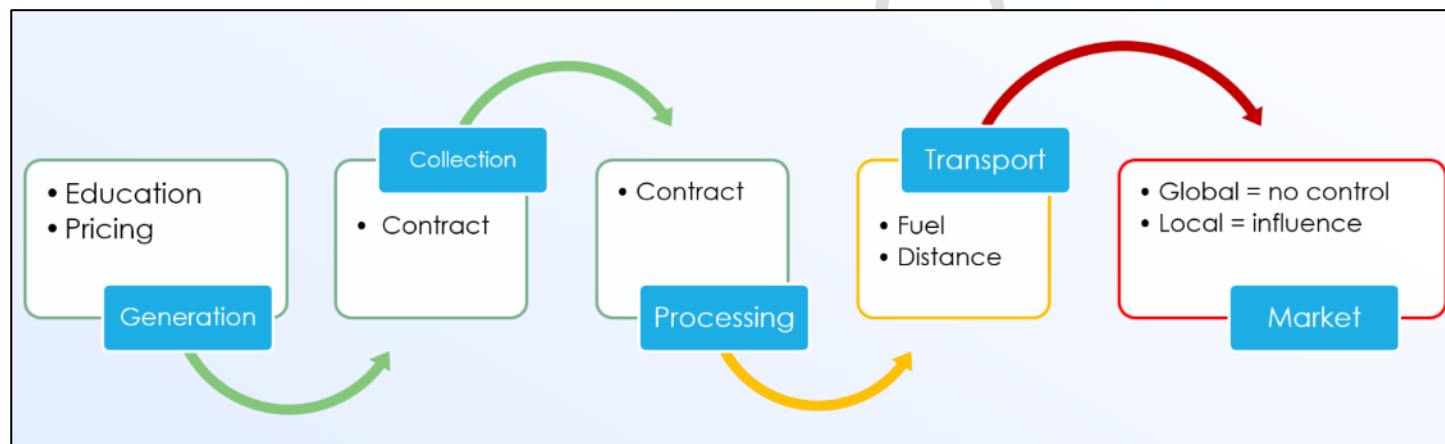 • Education
• Pricing
Generation
Collection
• Contract
• Contract
Processing
Transport
• Fuel
• Distance
• Global = no control
• Local = influence
Market